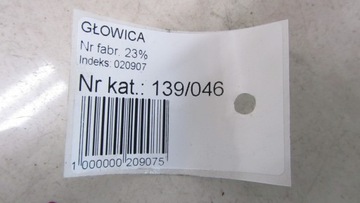 GŁOWICA
Nr fabr. 23%
Indeks: 020907
Nr kat.: 139/046
1 000000 209075